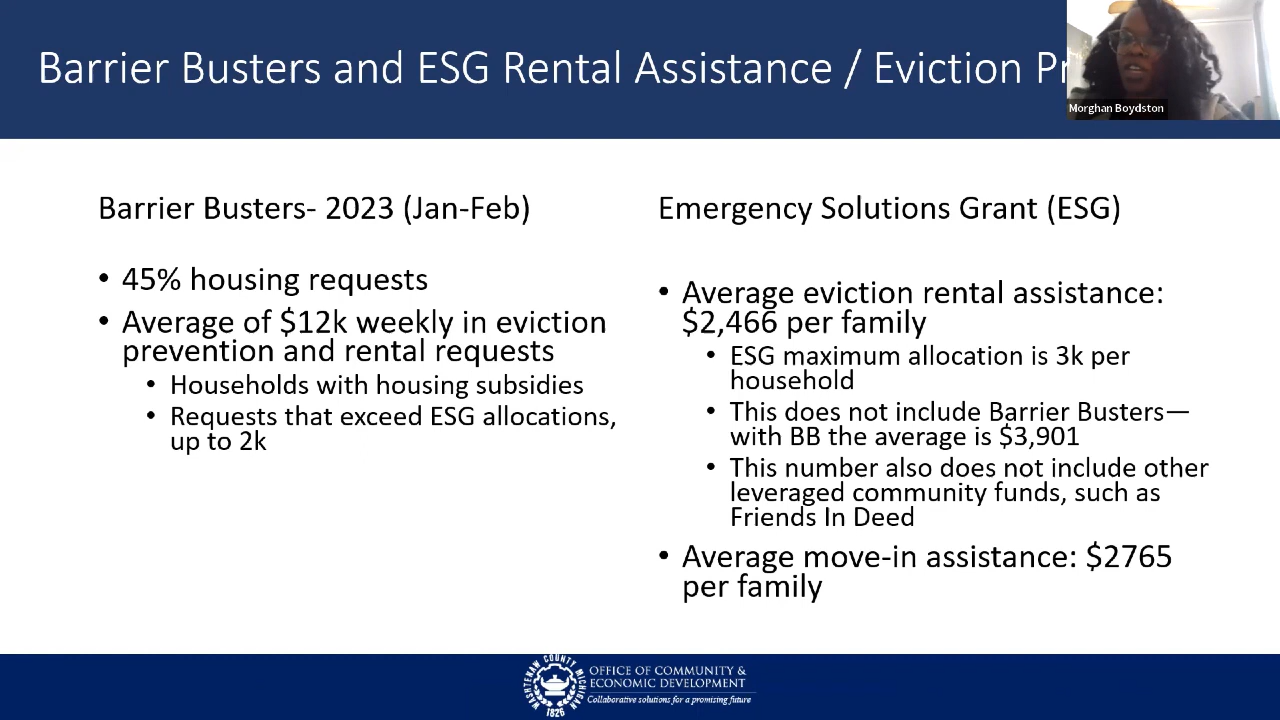 Barrier Busters and ESG Rental Assistance / Eviction Pr
Morghan Boydston
Barrier Busters- 2023 (Jan-Feb)
• 45% housing requests
• Average of $12k weekly in eviction
prevention and rental requests
• Households with housing subsidies
• Requests that exceed ESG allocations,
up to 2k
Emergency Solutions Grant (ESG)
• Average eviction rental assistance:
$2,466 per family
• ESG maximum allocation is 3k per
household
• This does not include Barrier Busters—
with BB the average is $3,901
• This number also does not include other
leveraged community funds, such as
Friends In Deed
• Average move-in assistance: $2765
per family
WASHTENAW COUNTY MICHIGAN
1826
OFFICE OF COMMUNITY &
ECONOMIC DEVELOPMENT
Collaborative solutions for a promising future